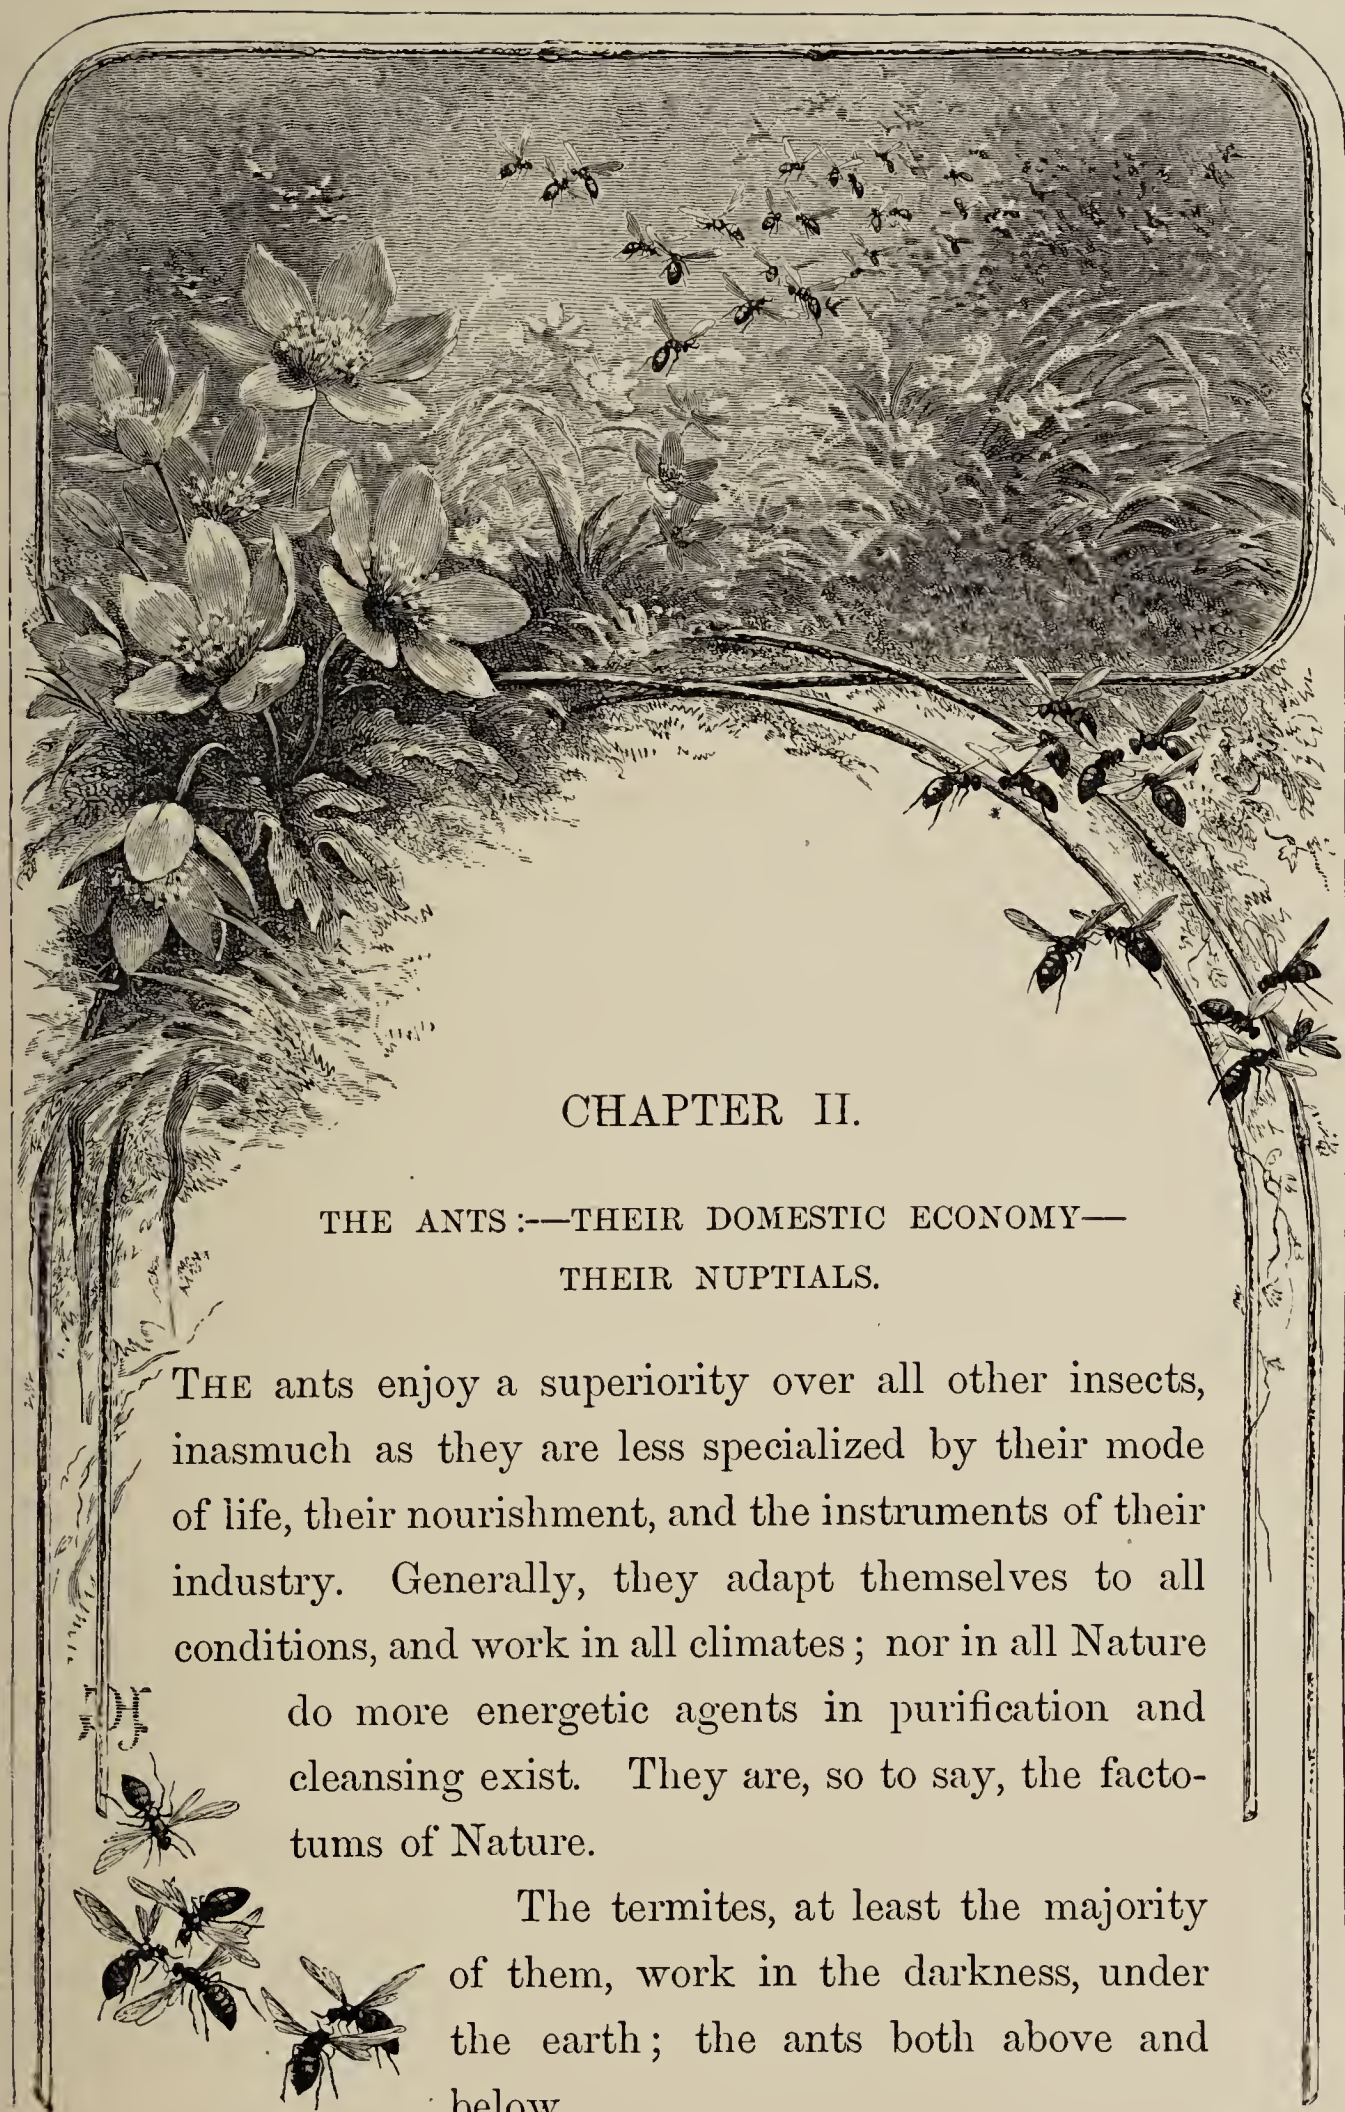 CHAPTER II.
THE ANTS:—THEIR DOMESTIC ECONOMY—
THEIR NUPTIALS.
THE ants enjoy a superiority over all other insects,
inasmuch as they are less specialized by their mode
of life, their nourishment, and the instruments of their
industry. Generally, they adapt themselves to all
conditions, and work in all climates; nor in all Nature
do more energetic agents in purification and
cleansing exist. They are, so to say, the facto-
tums of Nature.
The termites, at least the majority
of them, work in the darkness, under
the earth; the ants both above and
below